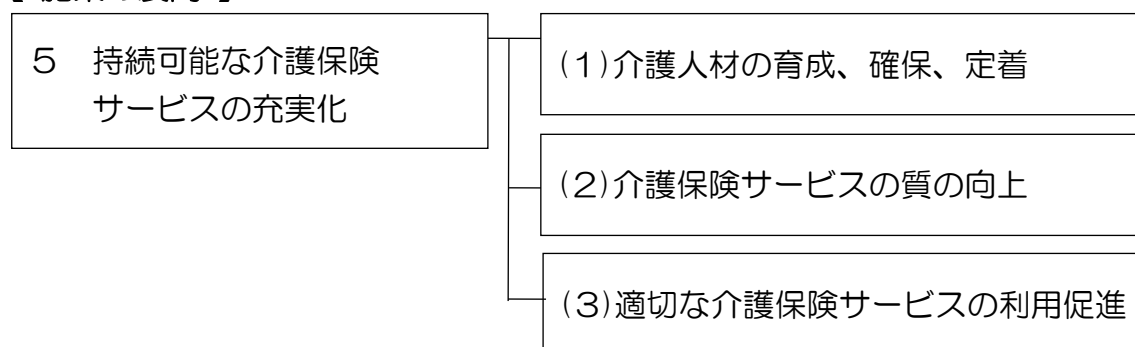 ５　持続可能な介護保険
サービスの充実化
(１)介護人材の育成、確保、定着
(２)介護保険サービスの質の向上
(３)適切な介護保険サービスの利用促進